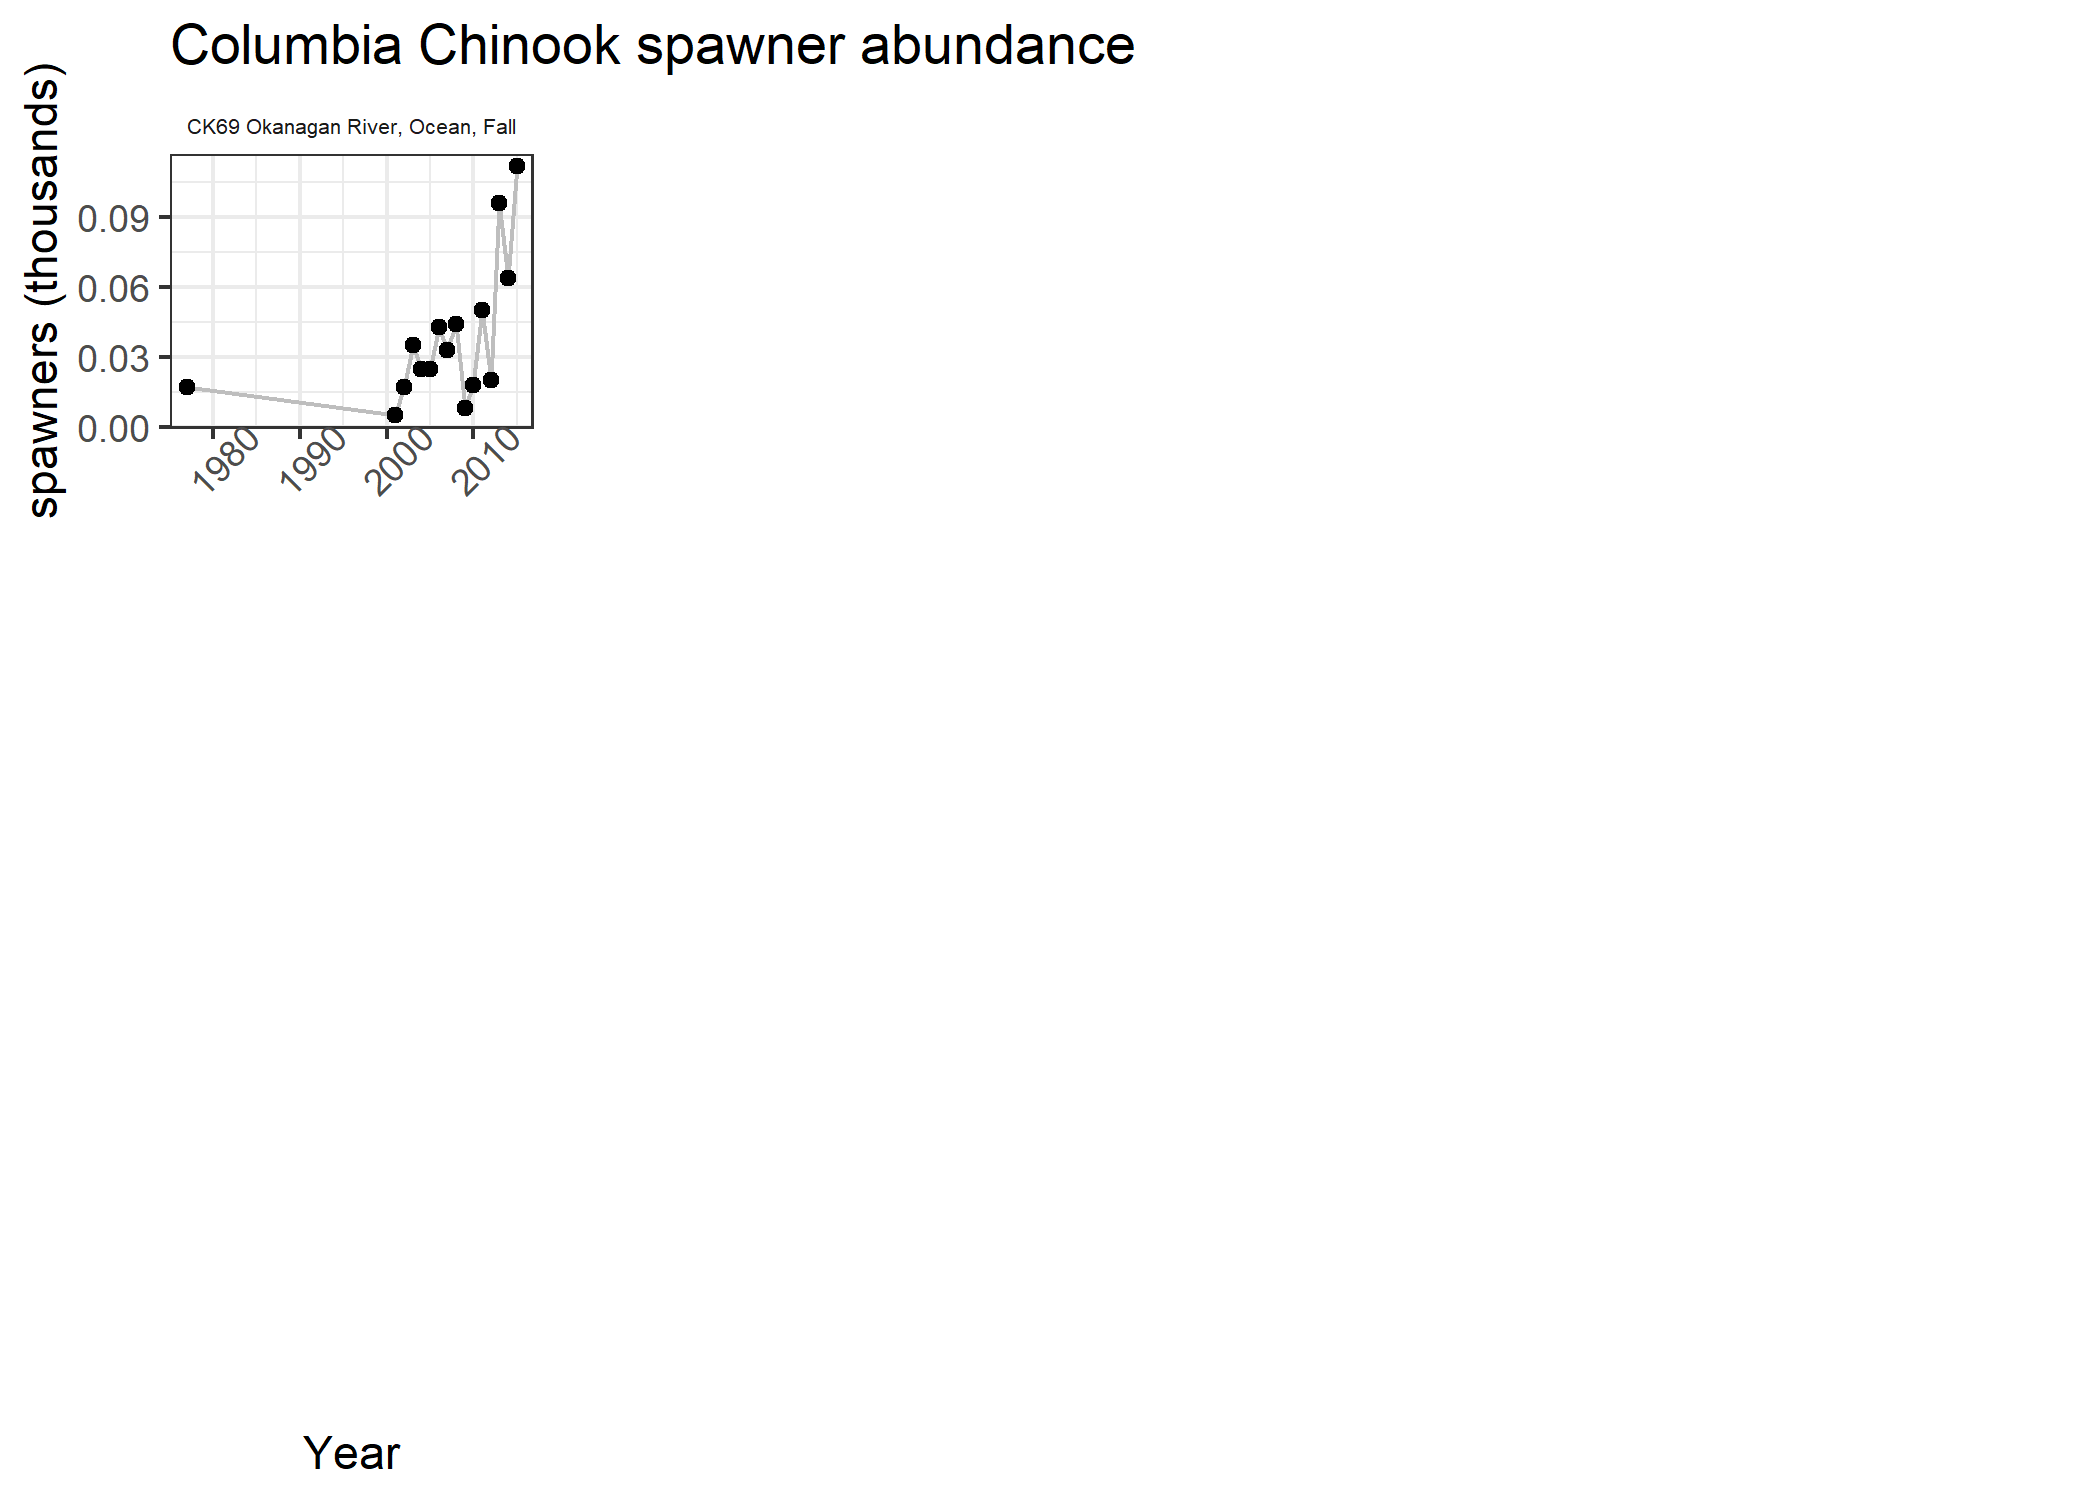 Columbia Chinook spawner abundance
CK69 Okanagan River, Ocean, Fall
spawners (thousands)
0.09
0.06
0.03
0.00
1980
1990
2000
2010
Year